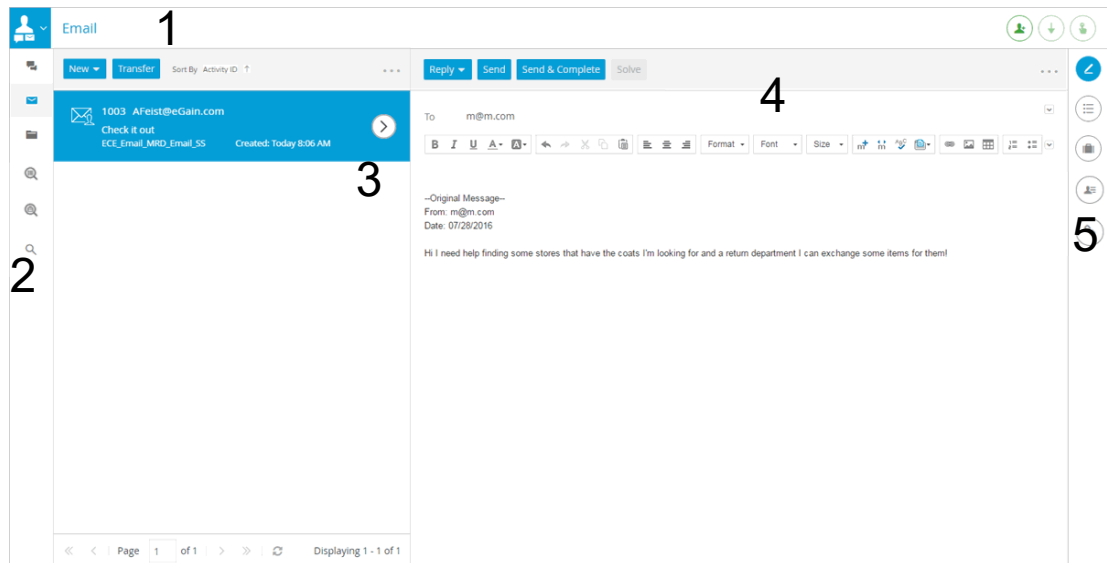 Email
1
New Transfer Sort By Activity ID
Reply Send Send & Complete Solve
4
1003 AFeist@eGain.com
Check it out
ECE_Email_MRD_Email_SS Created: Today 8:06 AM
3
To m@m.com
B I U A A Format Font Size
--Original Message--
From: m@m.com
Date: 07/28/2016
Hi I need help finding some stores that have the coats I'm looking for and a return department I can exchange some items for them!
2
5
Page 1 of 1 Displaying 1 - 1 of 1